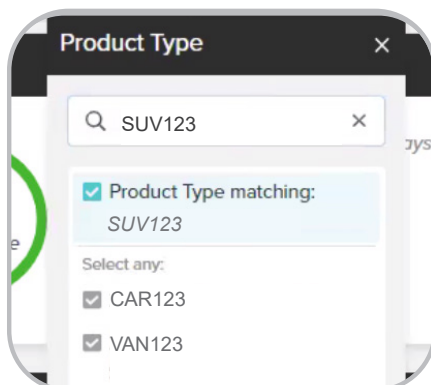 Product Type
SUV123
Product Type matching:
SUV123
Select any:
CAR123
VAN123